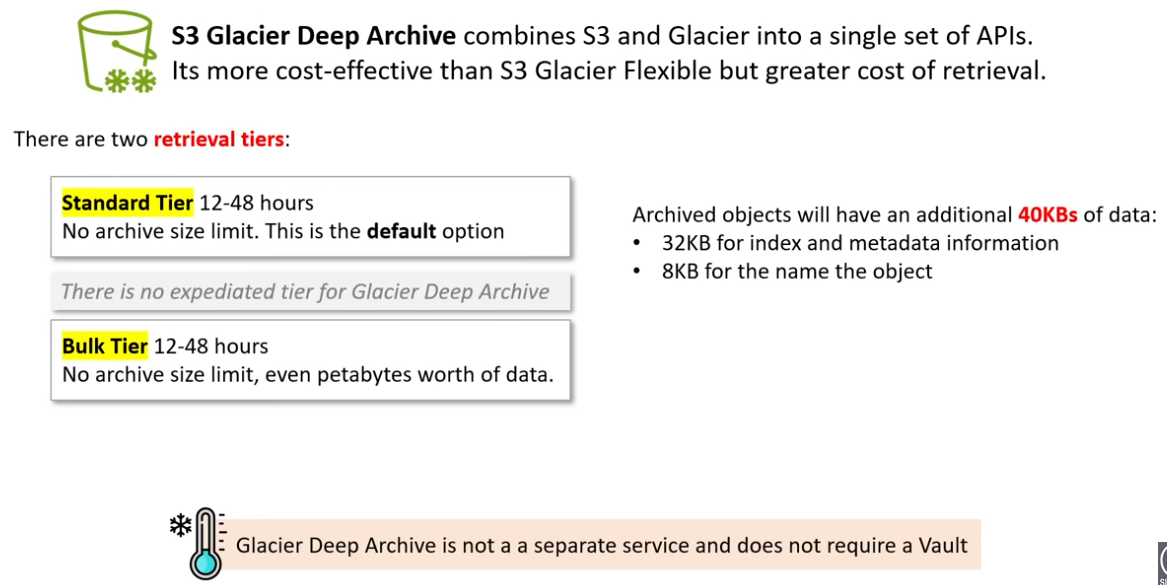 S3 Glacier Deep Archive combines S3 and Glacier into a single set of APIs.
Its more cost-effective than S3 Glacier Flexible but greater cost of retrieval.
There are two retrieval tiers:
Standard Tier 12-48 hours
No archive size limit. This is the default option
There is no expediated tier for Glacier Deep Archive
Bulk Tier 12-48 hours
No archive size limit, even petabytes worth of data.
Archived objects will have an additional 40KBs of data:
• 32KB for index and metadata information
• 8KB for the name the object
Glacier Deep Archive is not a a separate service and does not require a Vault